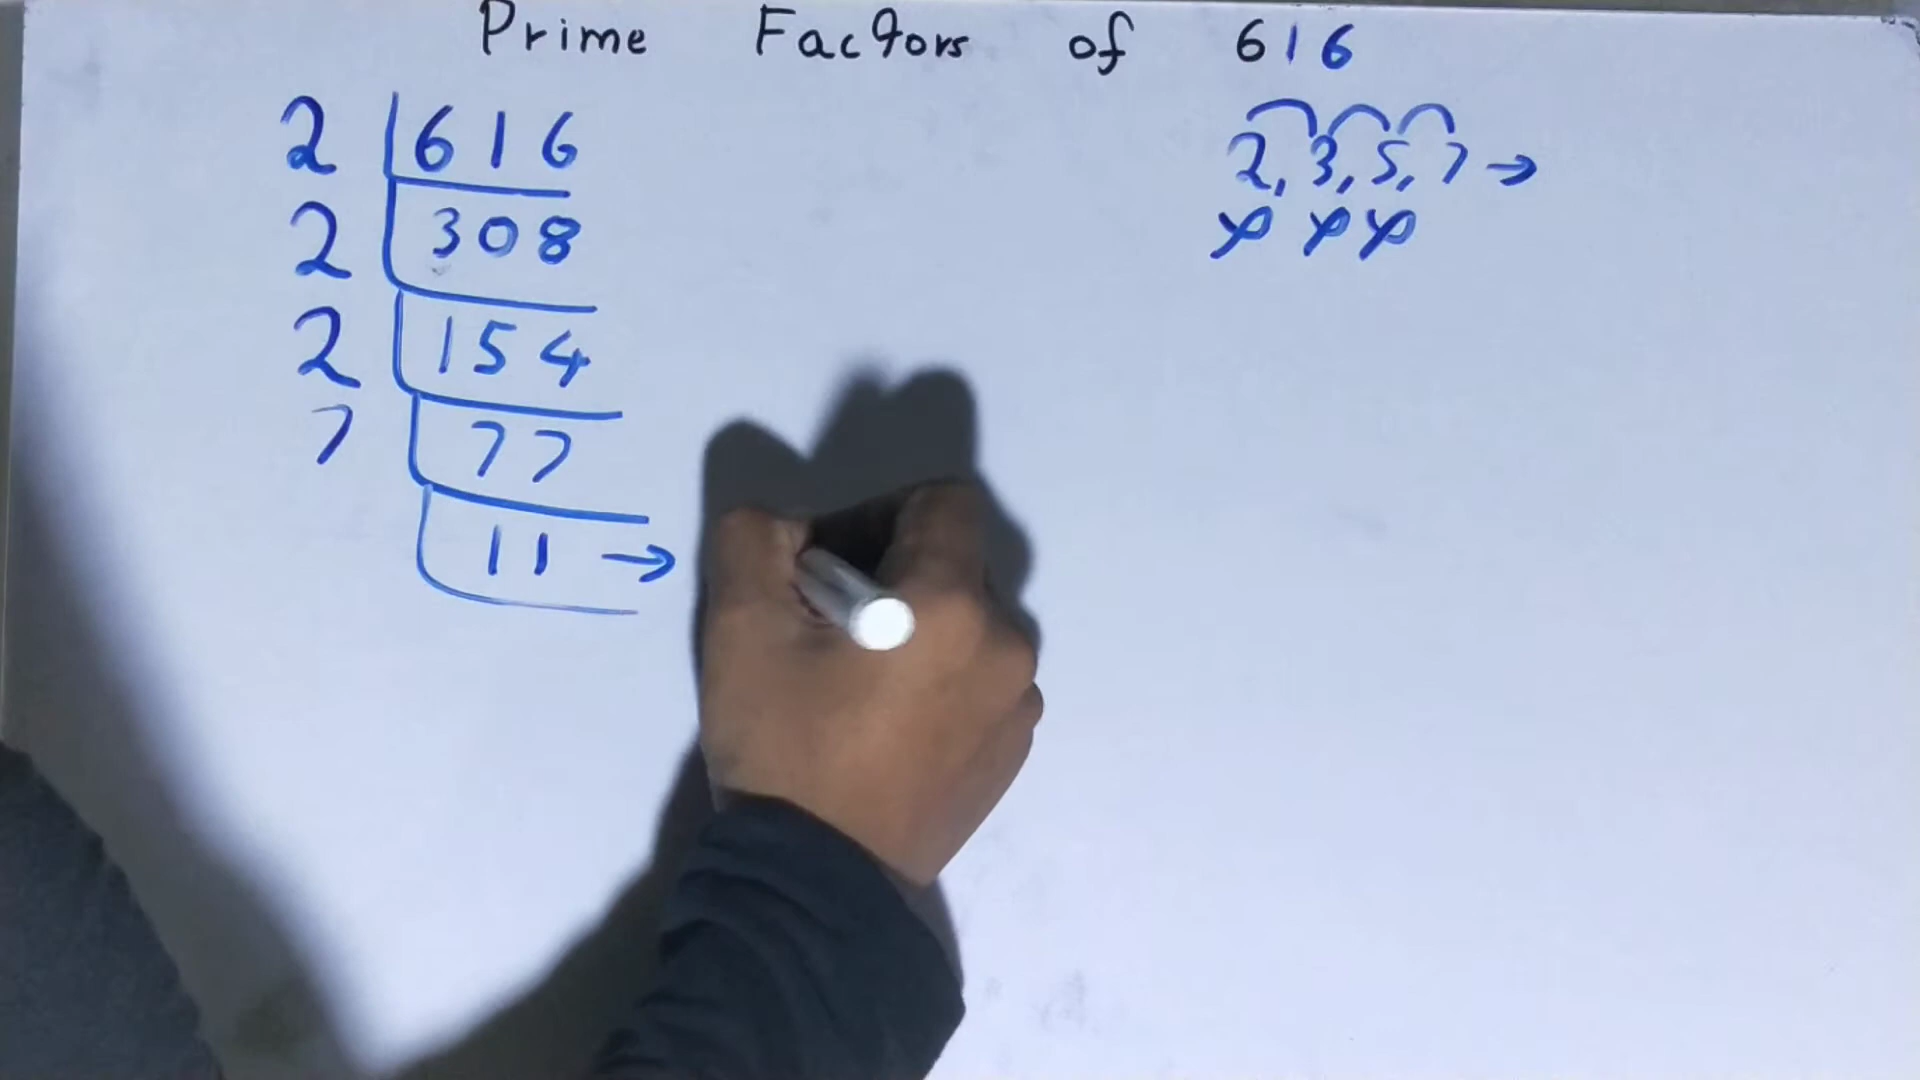 Prime Factors of 616
2 616
2 308
2 154
7 77
11 →
2, 3, 5, 7 →